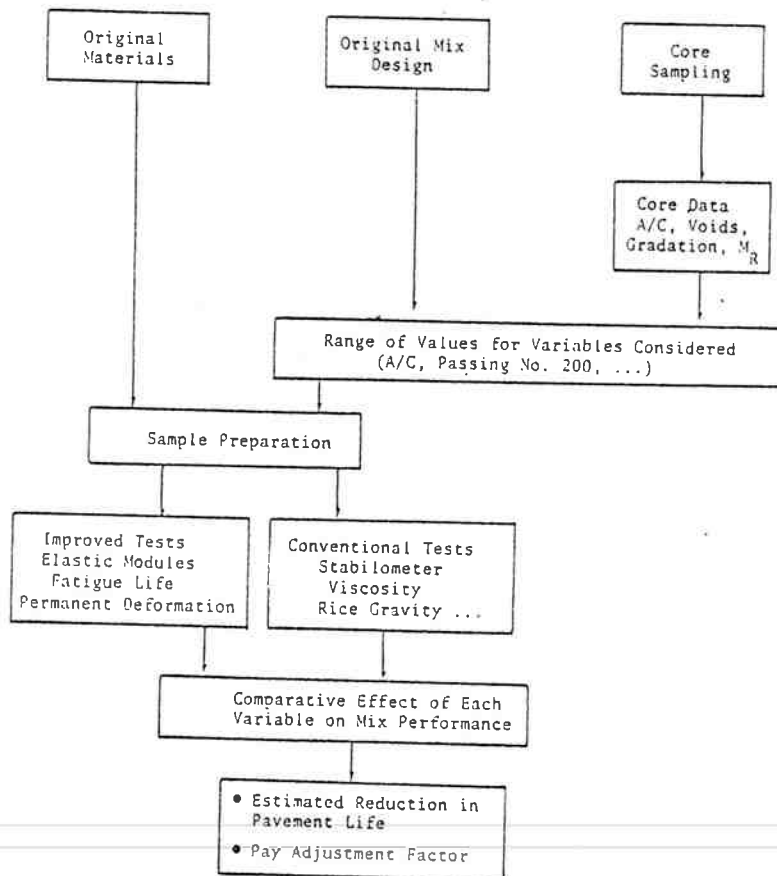 Original
Materials
Original Mix
Design
Core
Sampling
Core Data
A/C, Voids,
Gradation, M_R
Range of Values for Variables Considered
(A/C, Passing No. 200, ...)
Sample Preparation
Improved Tests
Elastic Modules
Fatigue Life
Permanent Deformation
Conventional Tests
Stabilometer
Viscosity
Rice Gravity ...
Comparative Effect of Each
Variable on Mix Performance
• Estimated Reduction in
Pavement Life
• Pay Adjustment Factor